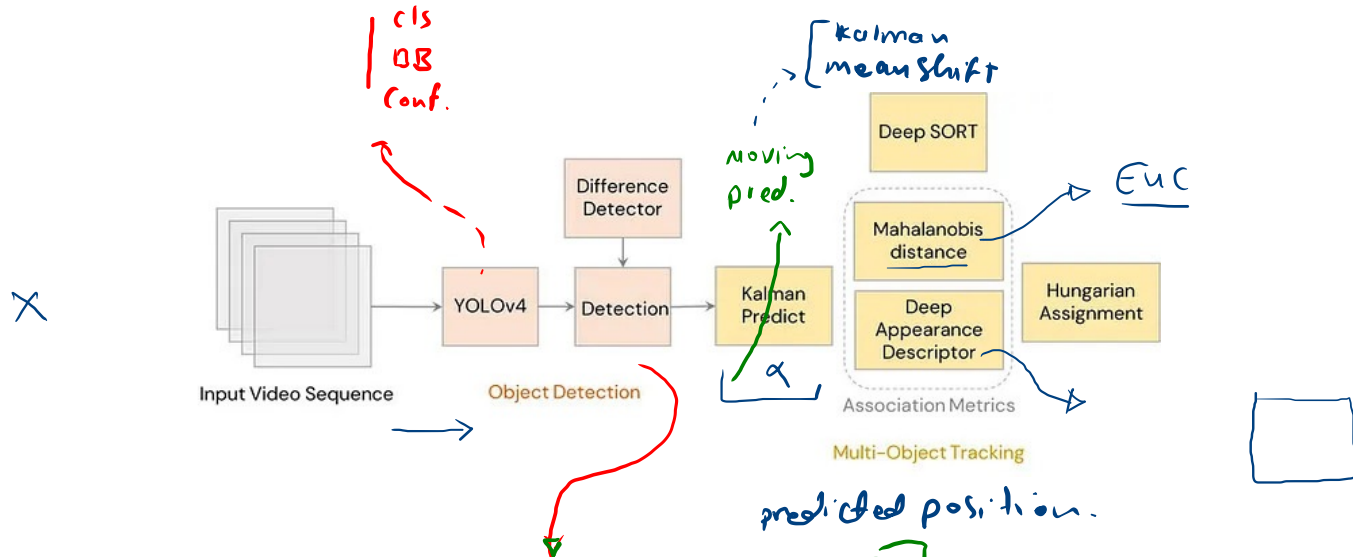 cls
BB
Conf.
Kalman
meanshift
Deep SORT
moving
pred.
Difference
Detector
EUC
Mahalanobis
distance
X
YOLOv4
Detection
Kalman
Predict
Deep
Appearance
Descriptor
Hungarian
Assignment
α
Input Video Sequence
Object Detection
Association Metrics
Multi-Object Tracking
predicted position.